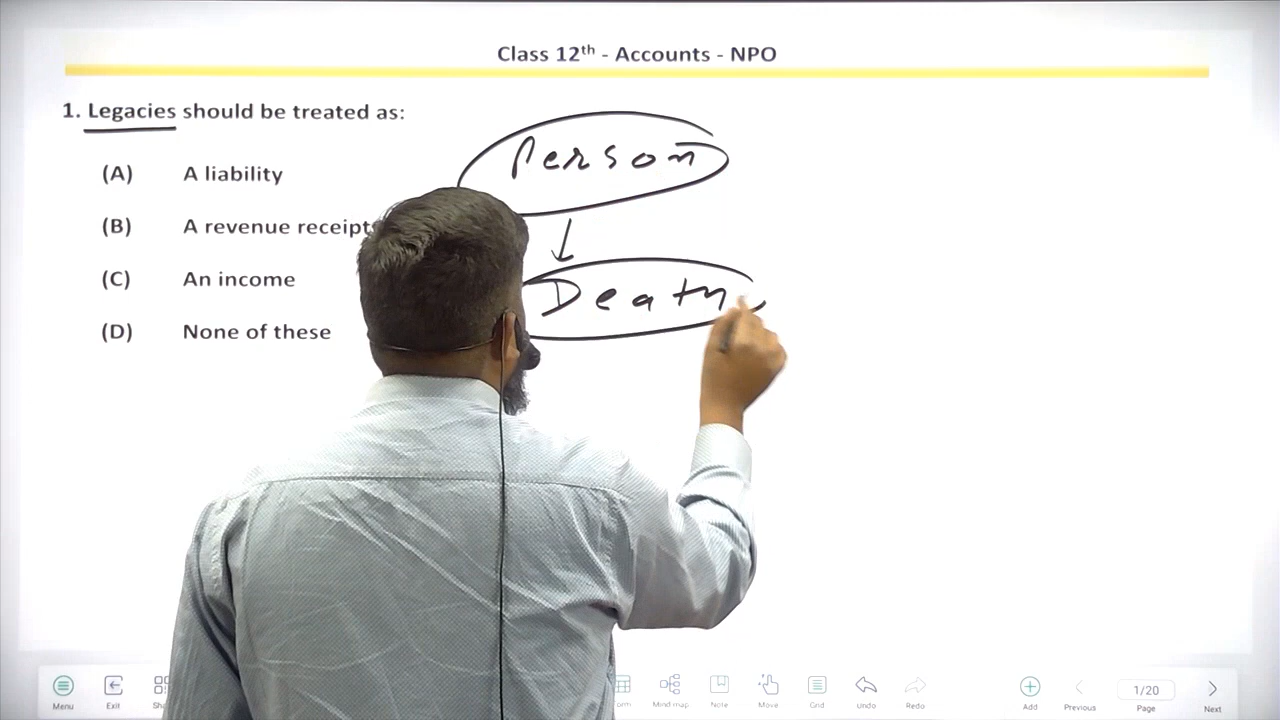 Class 12th - Accounts - NPO
1. Legacies should be treated as:
(A) A liability
(B) A revenue receipt
(C) An income
(D) None of these
Person
Death
Menu
Exit
Mind map
Note
Move
Grid
Undo
Redo
Add
Previous
1/20
Page
Next